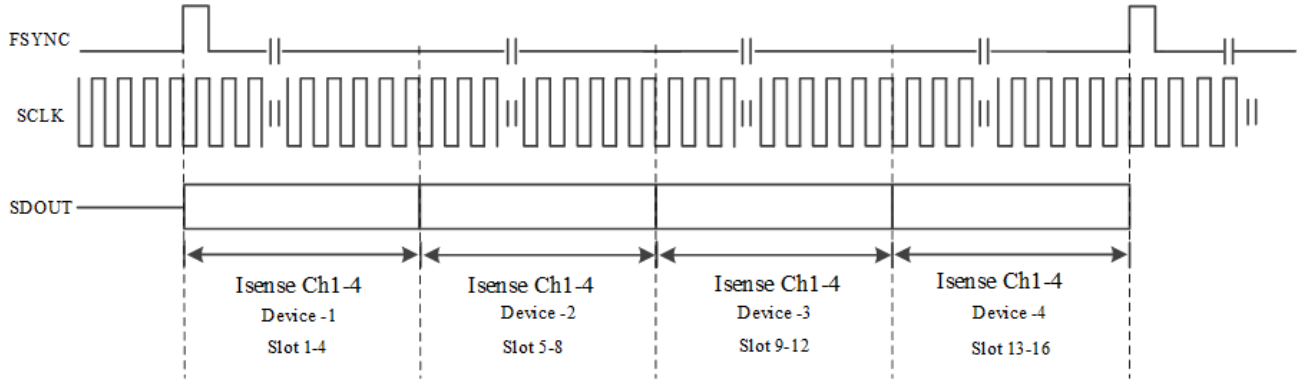 FSYNC
SCLK
SDOUT
Isense Ch1-4
Device -1
Slot 1-4
Isense Ch1-4
Device -2
Slot 5-8
Isense Ch1-4
Device -3
Slot 9-12
Isense Ch1-4
Device -4
Slot 13-16